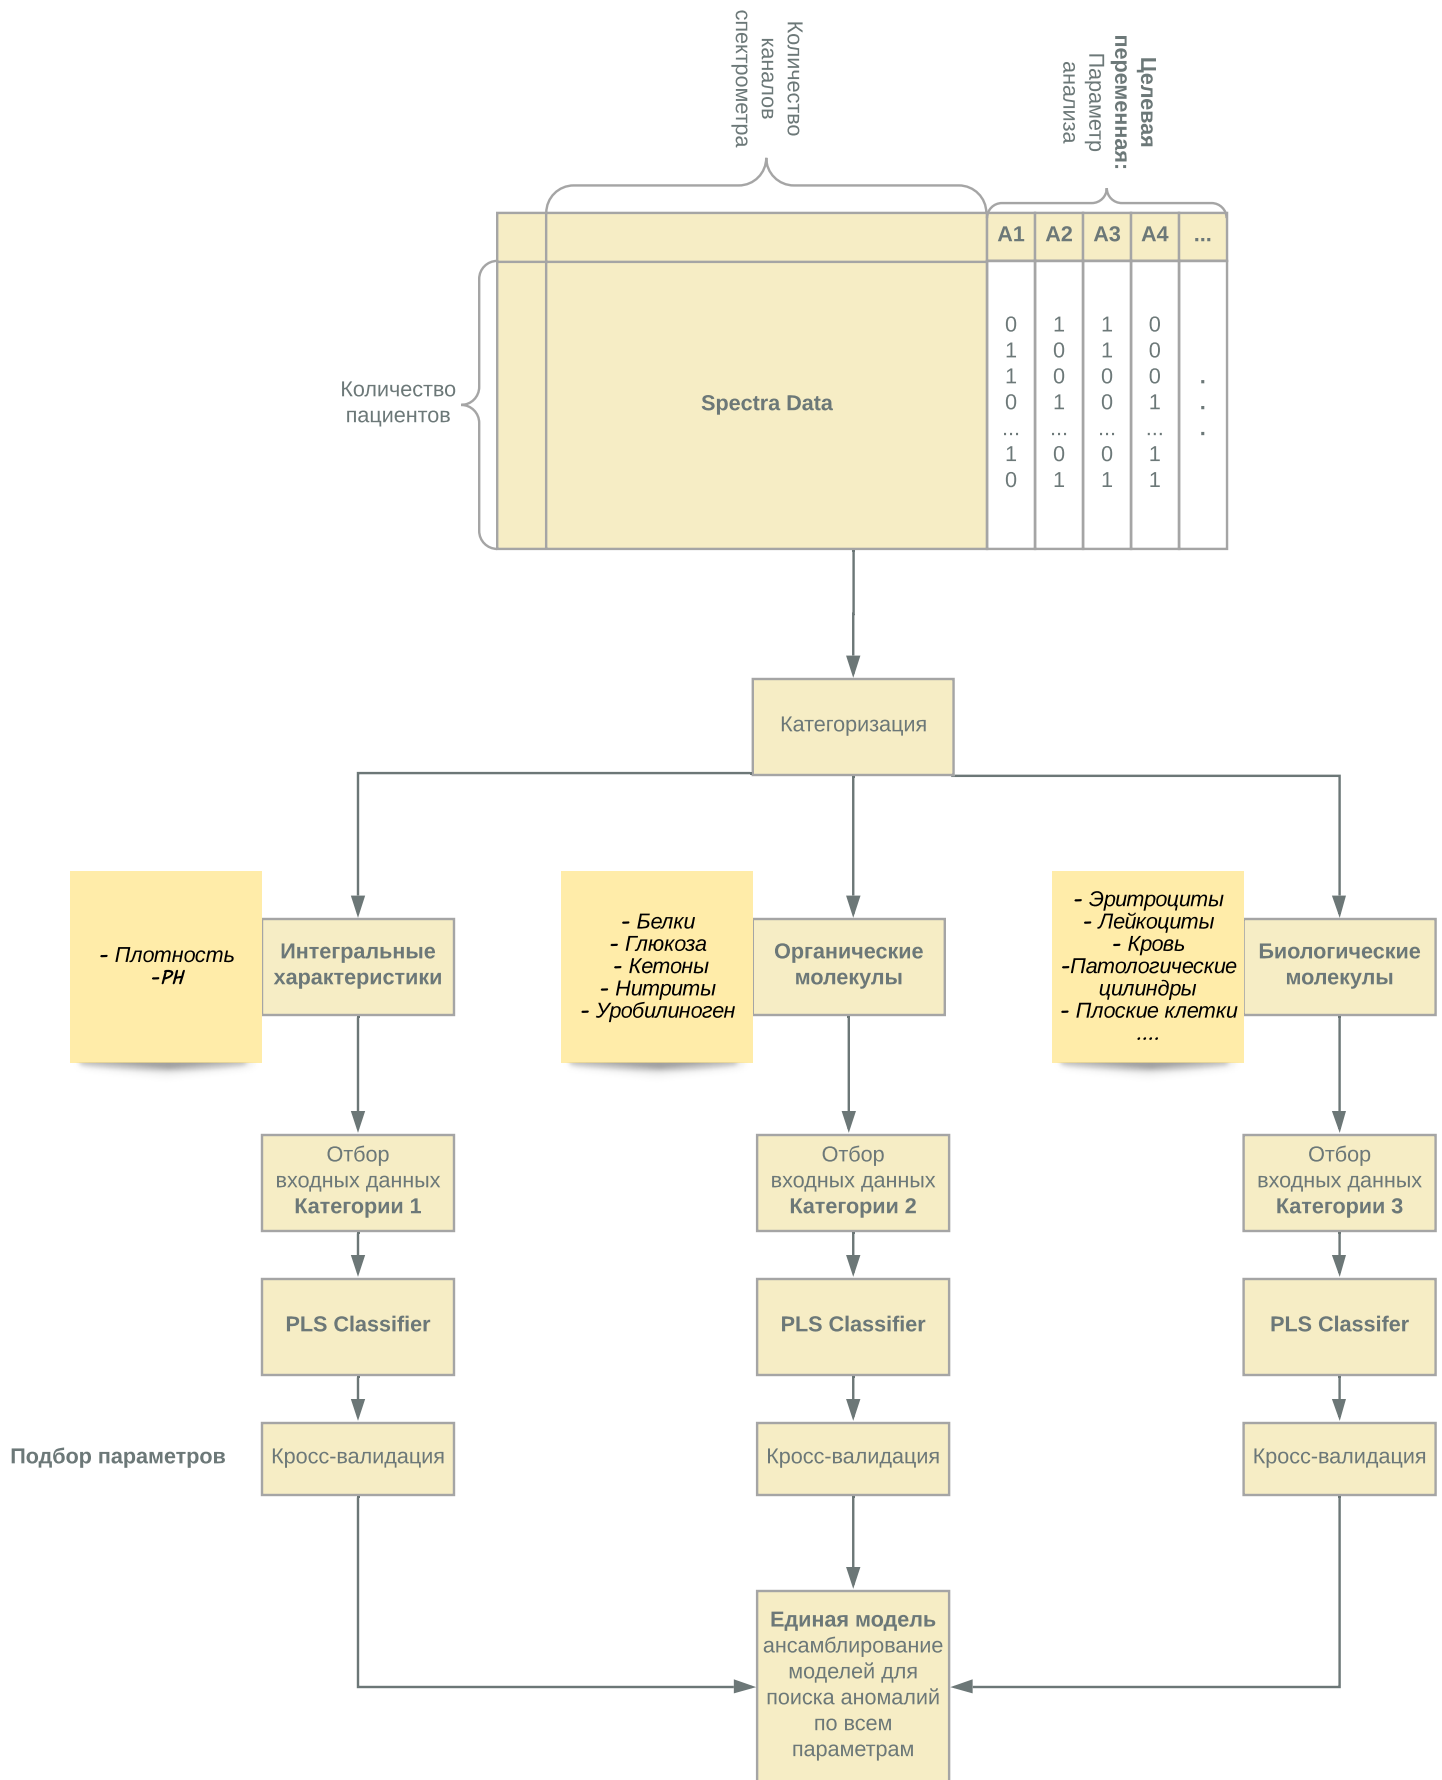 Количество
каналов
спектрометра
Целевая
переменная:
Параметр
анализа
A1 A2 A3 A4 ...
Количество
пациентов
Spectra Data
0 1 1 0
1 0 1 0
1 0 0 0 .
0 1 0 1 .
... ... ... ... .
1 0 0 1
0 1 1 1
Категоризация
- Плотность
-PH
Интегральные
характеристики
- Белки
- Глюкоза
- Кетоны
- Нитриты
- Уробилиноген
Органические
молекулы
- Эритроциты
- Лейкоциты
- Кровь
-Патологические
цилиндры
- Плоские клетки
....
Биологические
молекулы
Отбор
входных данных
Категории 1
Отбор
входных данных
Категории 2
Отбор
входных данных
Категории 3
PLS Classifier
PLS Classifier
PLS Classifer
Подбор параметров
Кросс-валидация
Кросс-валидация
Кросс-валидация
Единая модель
ансамблирование
моделей для
поиска аномалий
по всем
параметрам